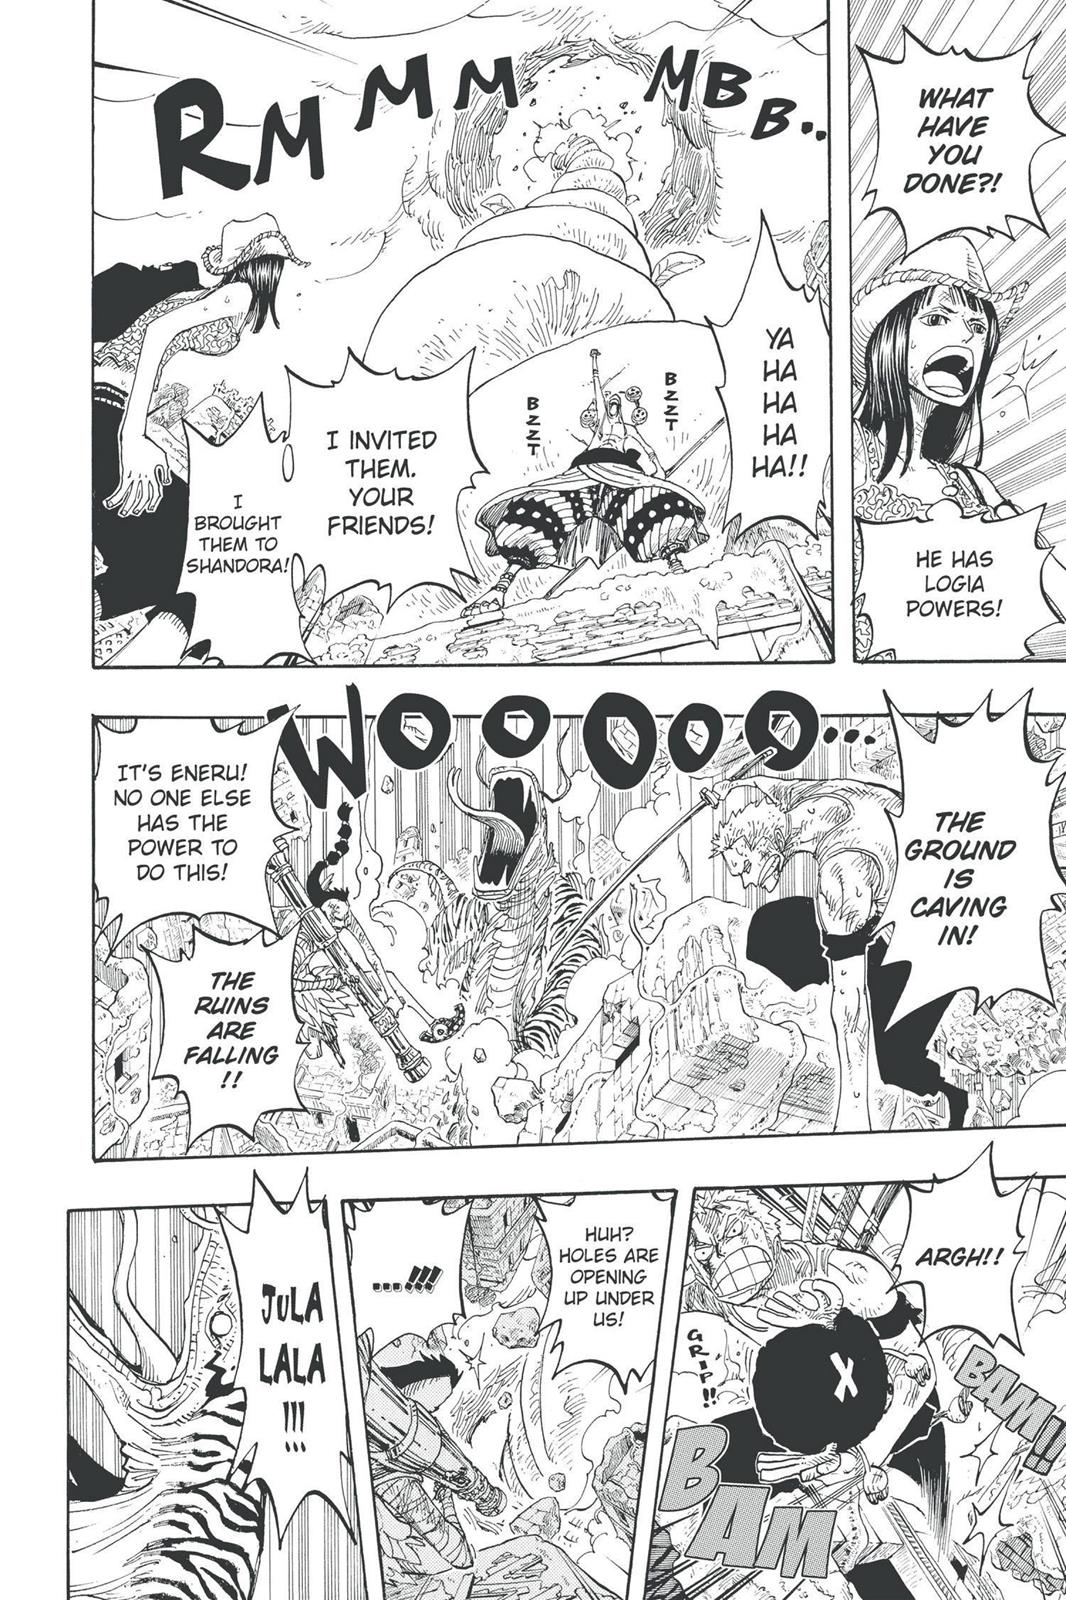 WHAT
HAVE
YOU
DONE?!
HE HAS
LOGIA
POWERS!
RMMMMBB..
YA
HA
HA
HA
HA!!
BZZT
BZZT
I INVITED
THEM.
YOUR
FRIENDS!
I
BROUGHT
THEM TO
SHANDORA!
THE
GROUND
IS
CAVING
IN!
WOOOOO...
IT'S ENERU!
NO ONE ELSE
HAS THE
POWER TO
DO THIS!
THE
RUINS
ARE
FALLING
!!
ARGH!!
BAM!!
GRIP!!
BAM
X
HUH?
HOLES ARE
OPENING
UP UNDER
US!
...!!!
JULA
LALA
!!!